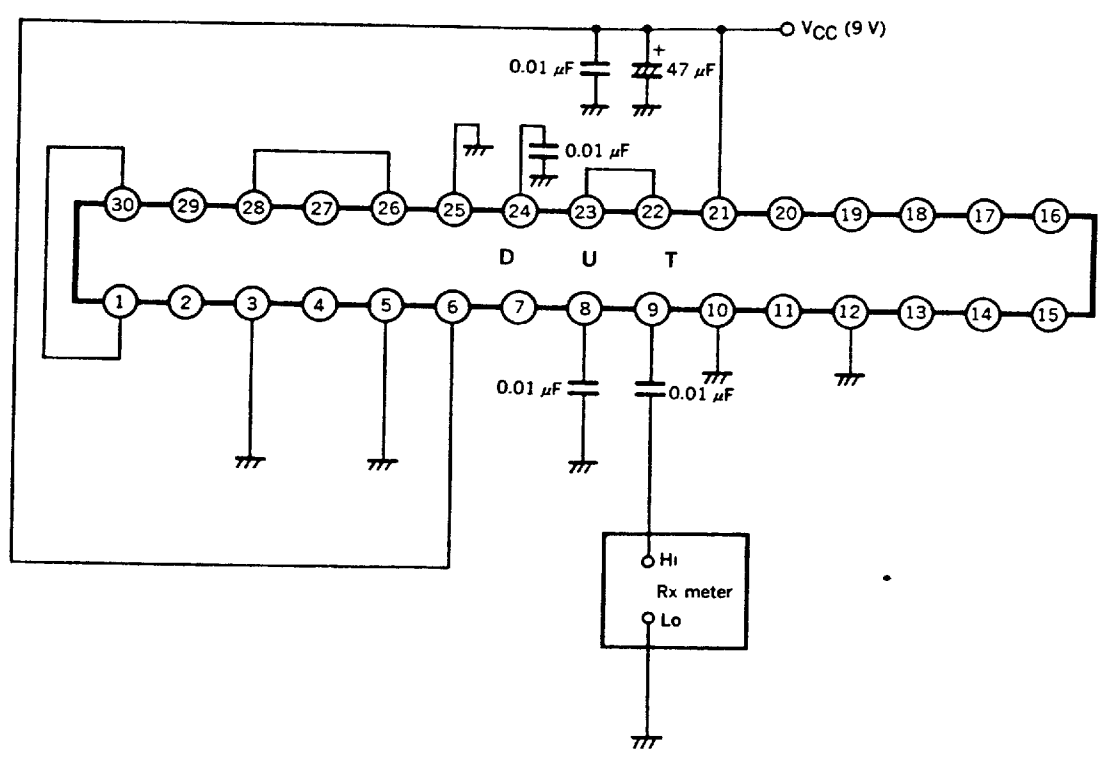 VCC (9 V)
0.01 μF
+
47 μF
0.01 μF
30 29 28 27 26 25 24 23 22 21 20 19 18 17 16
D U T
1 2 3 4 5 6 7 8 9 10 11 12 13 14 15
0.01 μF
0.01 μF
Hi
Rx meter
Lo